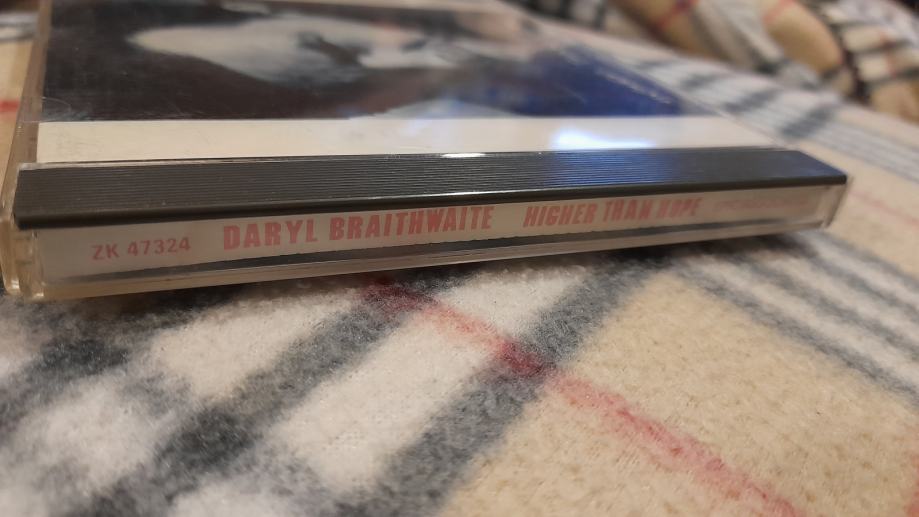 ZK 47324 DARYL BRAITHWAITE HIGHER THAN HOPE